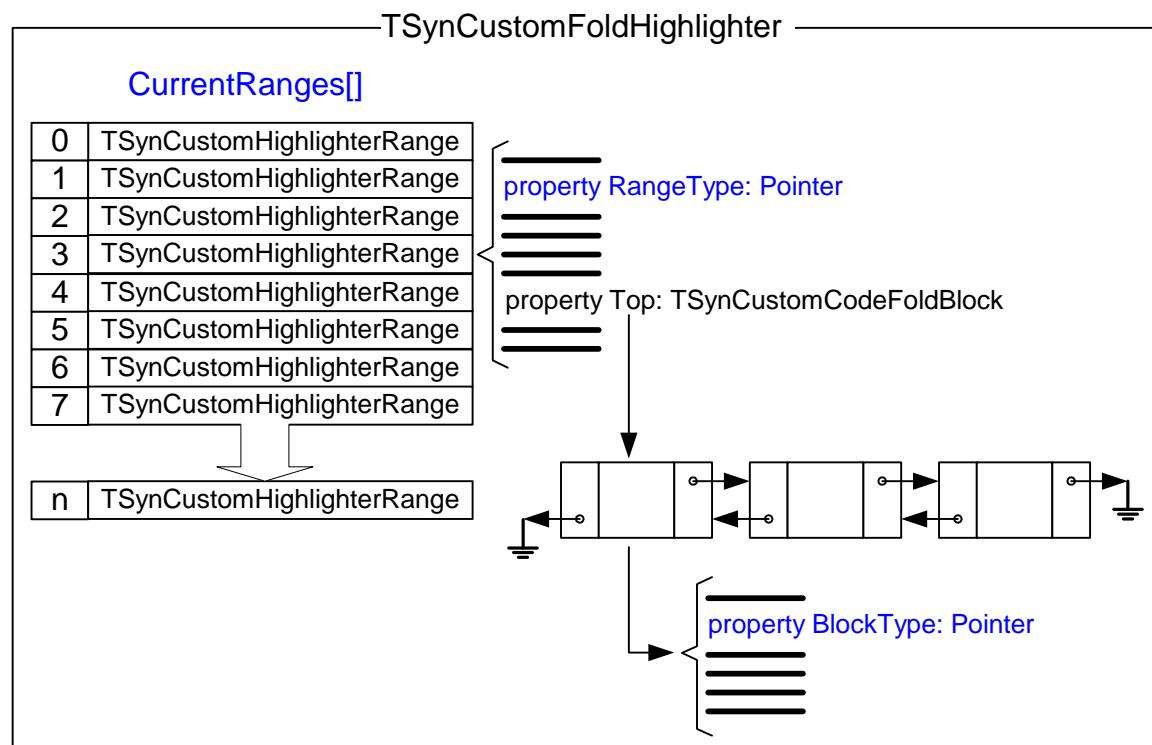 TSynCustomFoldHighlighter
CurrentRanges[]
0 TSynCustomHighlighterRange
1 TSynCustomHighlighterRange
2 TSynCustomHighlighterRange
3 TSynCustomHighlighterRange
4 TSynCustomHighlighterRange
5 TSynCustomHighlighterRange
6 TSynCustomHighlighterRange
7 TSynCustomHighlighterRange
n TSynCustomHighlighterRange
property RangeType: Pointer
property Top: TSynCustomCodeFoldBlock
property BlockType: Pointer